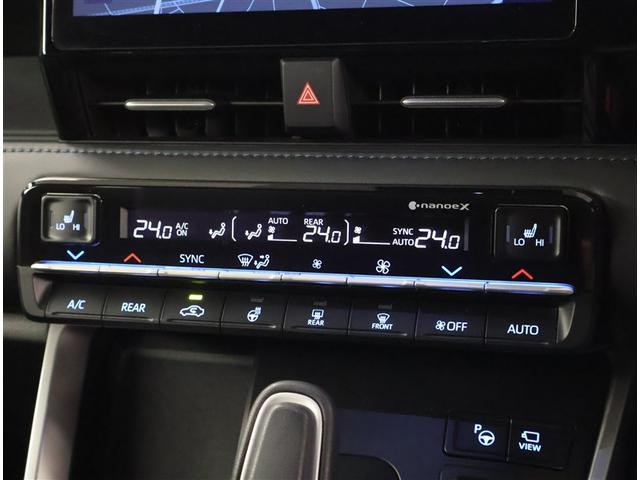 nanoeX
LO HI
24.0 A/C ON
AUTO
REAR 24.0
SYNC AUTO 24.0
LO HI
SYNC
A/C
REAR
REAR
FRONT
OFF
AUTO
P
VIEW